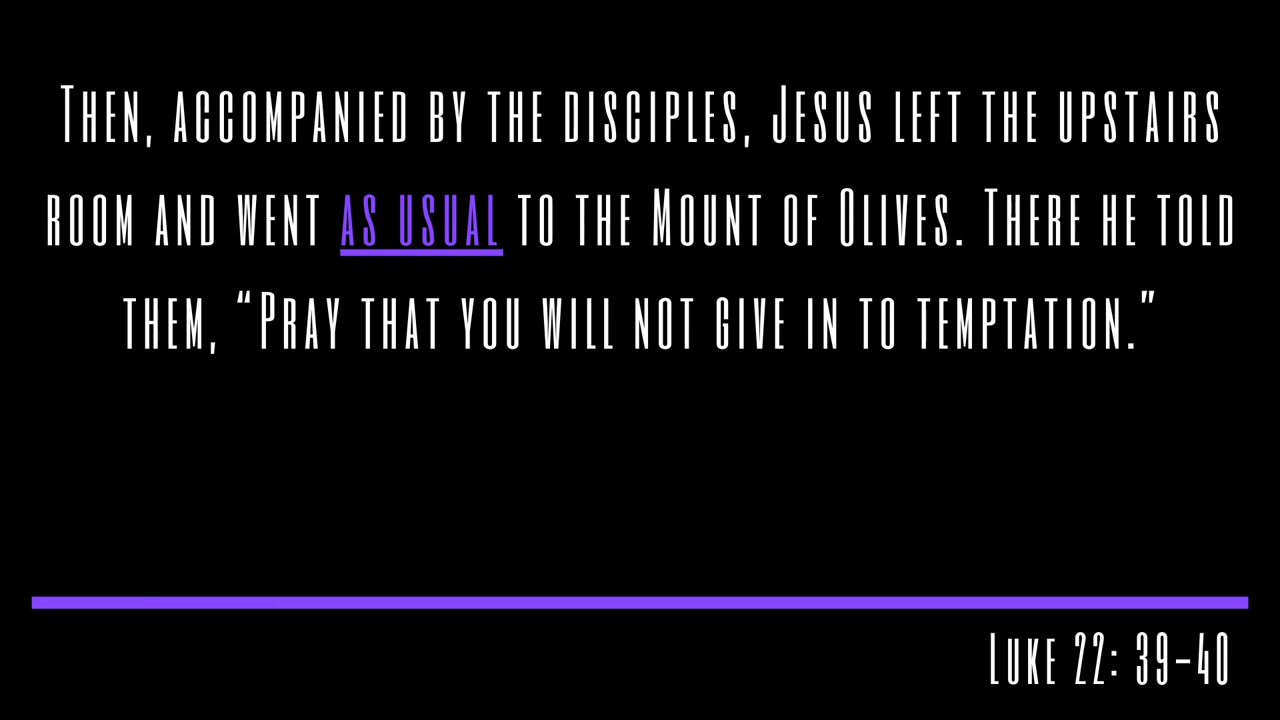 Then, accompanied by the disciples, Jesus left the upstairs
room and went as usual to the Mount of Olives. There he told
them, “Pray that you will not give in to temptation.”
Luke 22: 39-40